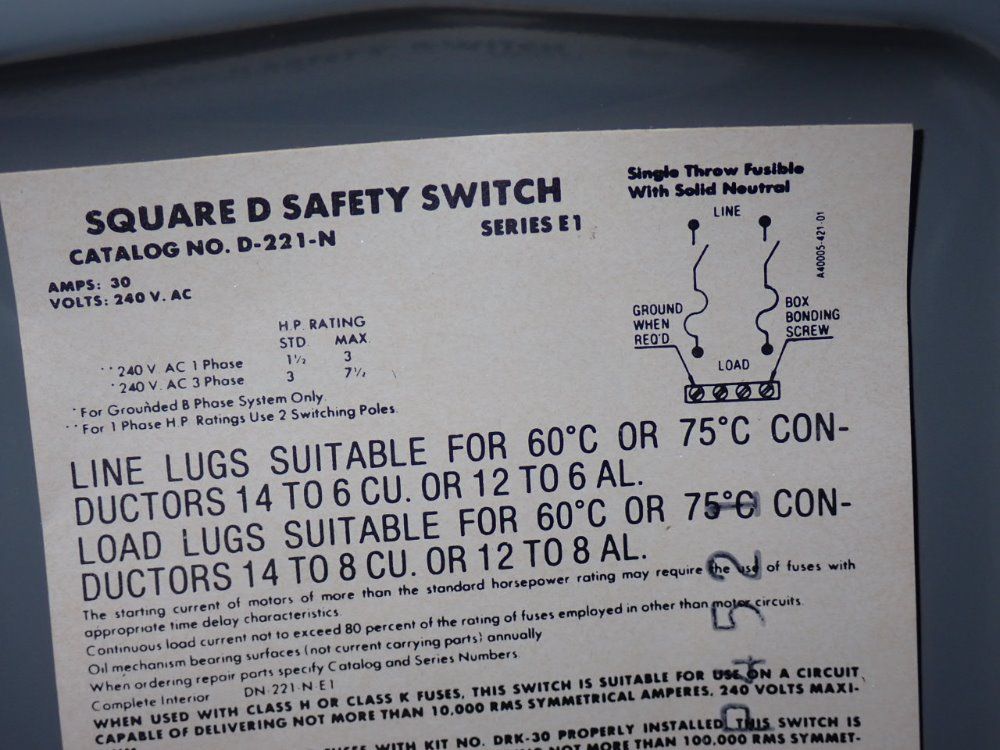 SQUARE D SAFETY SWITCH
CATALOG NO. D-221-N
SERIES E1
AMPS: 30
VOLTS: 240 V. AC
Single Throw Fusible
With Solid Neutral
LINE
A40005-421-01
GROUND
WHEN
REQ'D
BOX
BONDING
SCREW
LOAD
H.P. RATING
STD. MAX.
**240 V. AC 1 Phase 1½ 3
*240 V. AC 3 Phase 3 7½
*For Grounded B Phase System Only.
**For 1 Phase H.P. Ratings Use 2 Switching Poles.
LINE LUGS SUITABLE FOR 60°C OR 75°C CON-
DUCTORS 14 TO 6 CU. OR 12 TO 6 AL.
LOAD LUGS SUITABLE FOR 60°C OR 75°C CON-
DUCTORS 14 TO 8 CU. OR 12 TO 8 AL.
The starting current of motors of more than the standard horsepower rating may require the use of fuses with
appropriate time delay characteristics.
Continuous load current not to exceed 80 percent of the rating of fuses employed in other than motor circuits.
Oil mechanism bearing surfaces (not current carrying parts) annually
When ordering repair parts specify Catalog and Series Numbers.
Complete Interior DN-221-N-E1
WHEN USED WITH CLASS H OR CLASS K FUSES, THIS SWITCH IS SUITABLE FOR USE ON A CIRCUIT
CAPABLE OF DELIVERING NOT MORE THAN 10,000 RMS SYMMETRICAL AMPERES, 240 VOLTS MAXI-
FUSES WITH KIT NO. DRK-30 PROPERLY INSTALLED THIS SWITCH IS
NOT MORE THAN 100,000 RMS SYMMET-